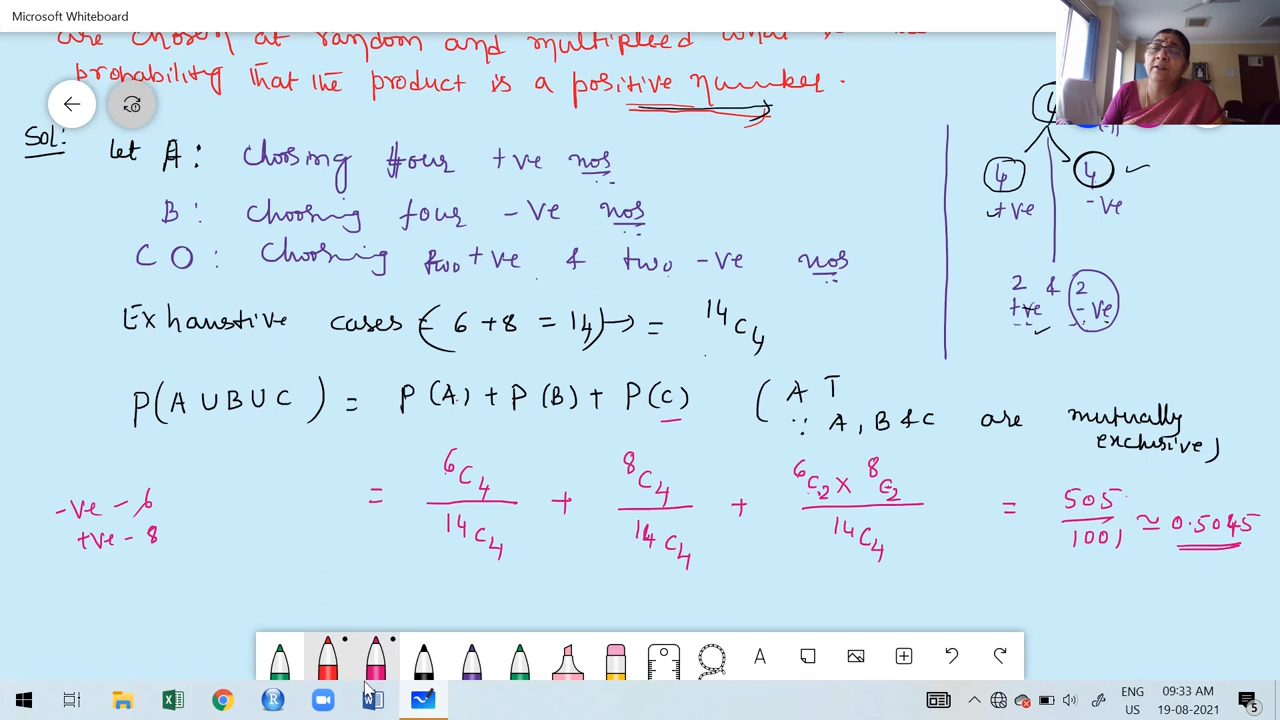 Microsoft Whiteboard
are chosen at random and multiplied what
probability that the product is a positive number.
Sol:
let A: Choosing four +ve nos
B: choosing four -ve nos
C : Choosing two +ve & two -ve nos
4
4 4
+ve -ve
2 & 2
+ve -ve
Exhaustive cases = (6 + 8 = 14) → = 14C4
P(A ∪ B ∪ C) = P(A) + P(B) + P(C) ( A T
∵ A, B & C are mutually exclusive)
-ve - 6
+ve - 8
= 6C4 / 14C4 + 8C4 / 14C4 + 6C2 × 8C2 / 14C4 = 505 / 1001 ≃ 0.5045
A
ENG
US
09:33 AM
19-08-2021
5